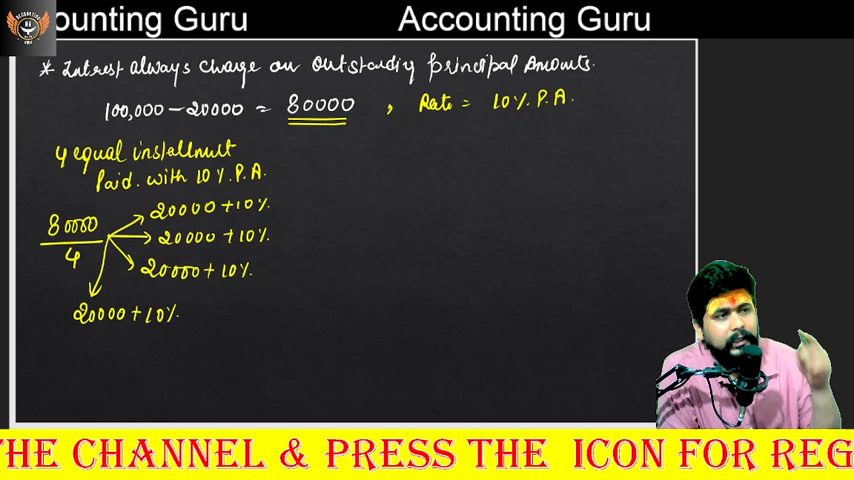 ounting Guru
Accounting Guru
* Interest always charge on outstanding principal Amounts.
100,000 - 20000 = 80000 , Rate = 10% P.A.
4 equal installment
Paid. with 10% P.A.
80000
4
20000 + 10%
20000 + 10%.
20000 + 10%.
20000 + 10%.
THE CHANNEL & PRESS THE ICON FOR REG